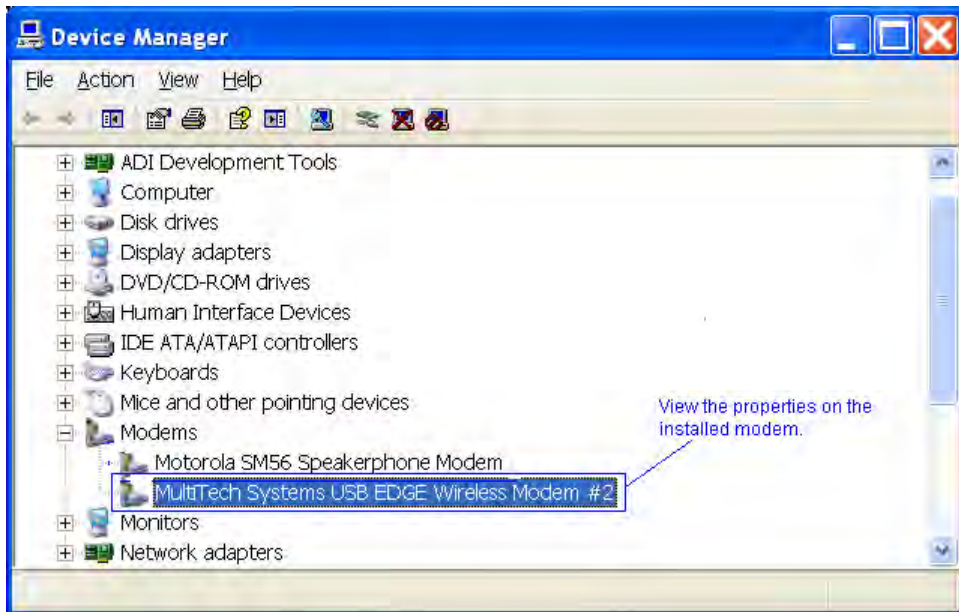 Device Manager
File Action View Help
ADI Development Tools
Computer
Disk drives
Display adapters
DVD/CD-ROM drives
Human Interface Devices
IDE ATA/ATAPI controllers
Keyboards
Mice and other pointing devices
View the properties on the
installed modem.
Modems
Motorola SM56 Speakerphone Modem
MultiTech Systems USB EDGE Wireless Modem #2
Monitors
Network adapters